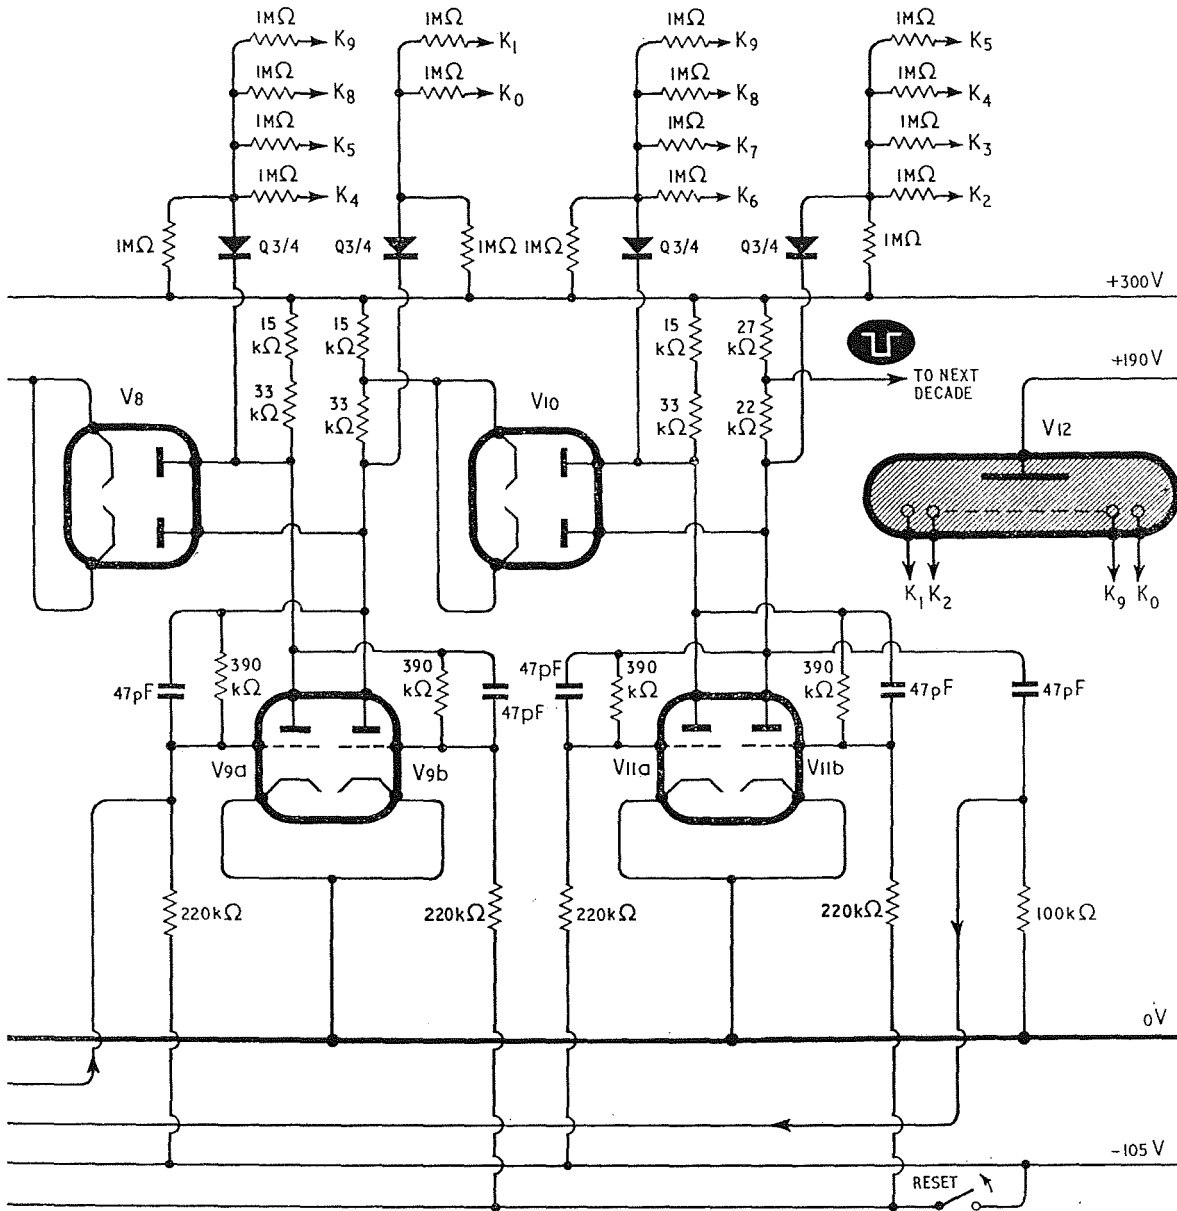 1MΩ K9 1MΩ K1 1MΩ K9 1MΩ K5
1MΩ K8 1MΩ K0 1MΩ K8 1MΩ K4
1MΩ K5 1MΩ K7 1MΩ K3
1MΩ K4 1MΩ K6 1MΩ K2
1MΩ Q3/4 Q3/4 1MΩ 1MΩ Q3/4 Q3/4 1MΩ
+300V
15 kΩ 15 kΩ 15 kΩ 27 kΩ
+190V
TO NEXT
DECADE
V8 33 kΩ 33 kΩ V10 33 kΩ 22 kΩ V12
K1 K2 K9 K0
47pF 390 kΩ 390 kΩ 47pF 47pF 390 kΩ 390 kΩ 47pF 47pF
V9a V9b V11a V11b
220kΩ 220kΩ 220kΩ 220kΩ 100kΩ
0V
-105V
RESET